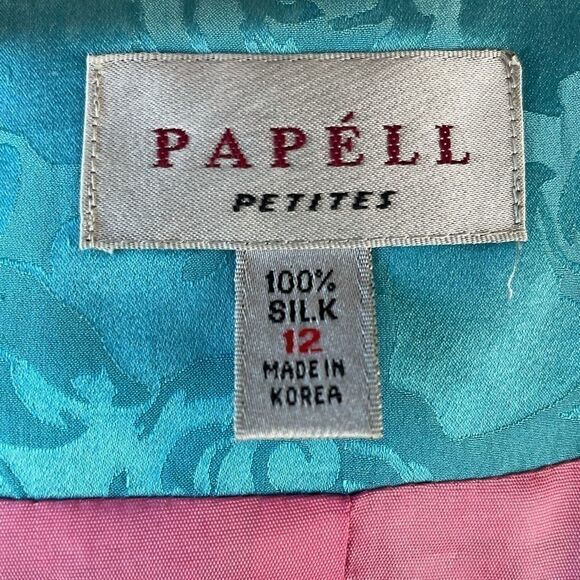 PAPÉLL
PETITES
100%
SILK
12
MADE IN
KOREA